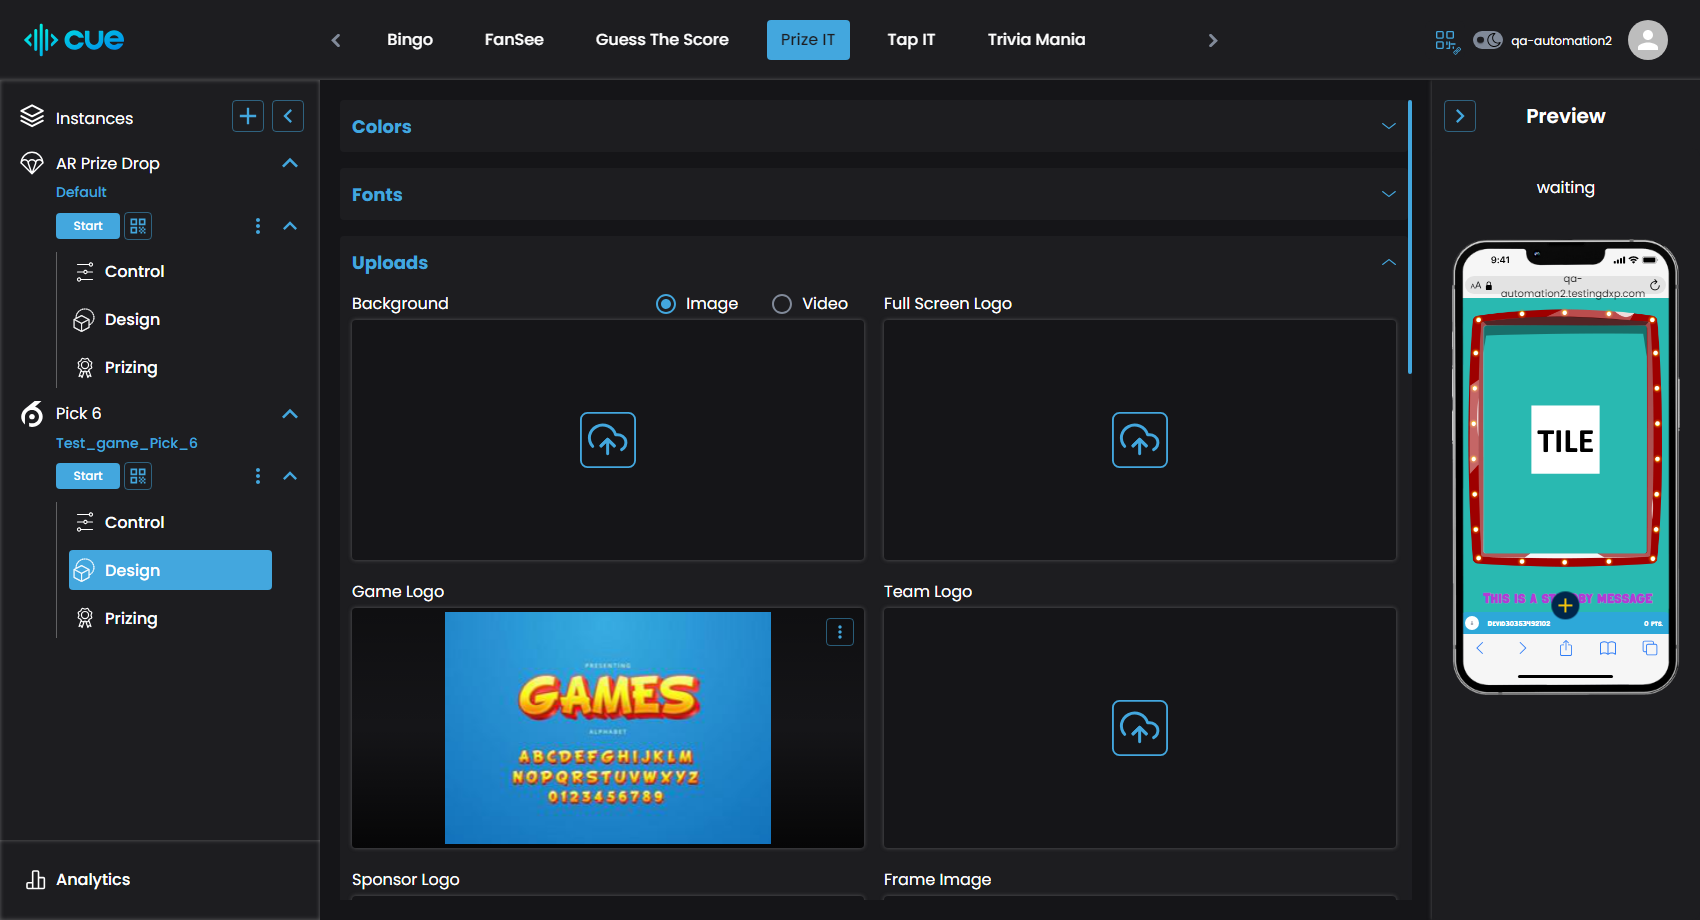 cue
Bingo
FanSee
Guess The Score
Prize IT
Tap IT
Trivia Mania
qa-automation2
Instances
AR Prize Drop
Default
Start
Control
Design
Prizing
Pick 6
Test_game_Pick_6
Start
Control
Design
Prizing
Analytics
Colors
Fonts
Uploads
Background
Image
Video
Full Screen Logo
Game Logo
PRESENTING
GAMES
ALPHABET
ABCDEFGHIJKLM
NOPQRSTUVWXYZ
0123456789
Team Logo
Sponsor Logo
Frame Image
Preview
waiting
9:41
AA
qa-
automation2.testingdxp.com
TILE
THIS IS A ST BY MESSAGE
0 PTS.